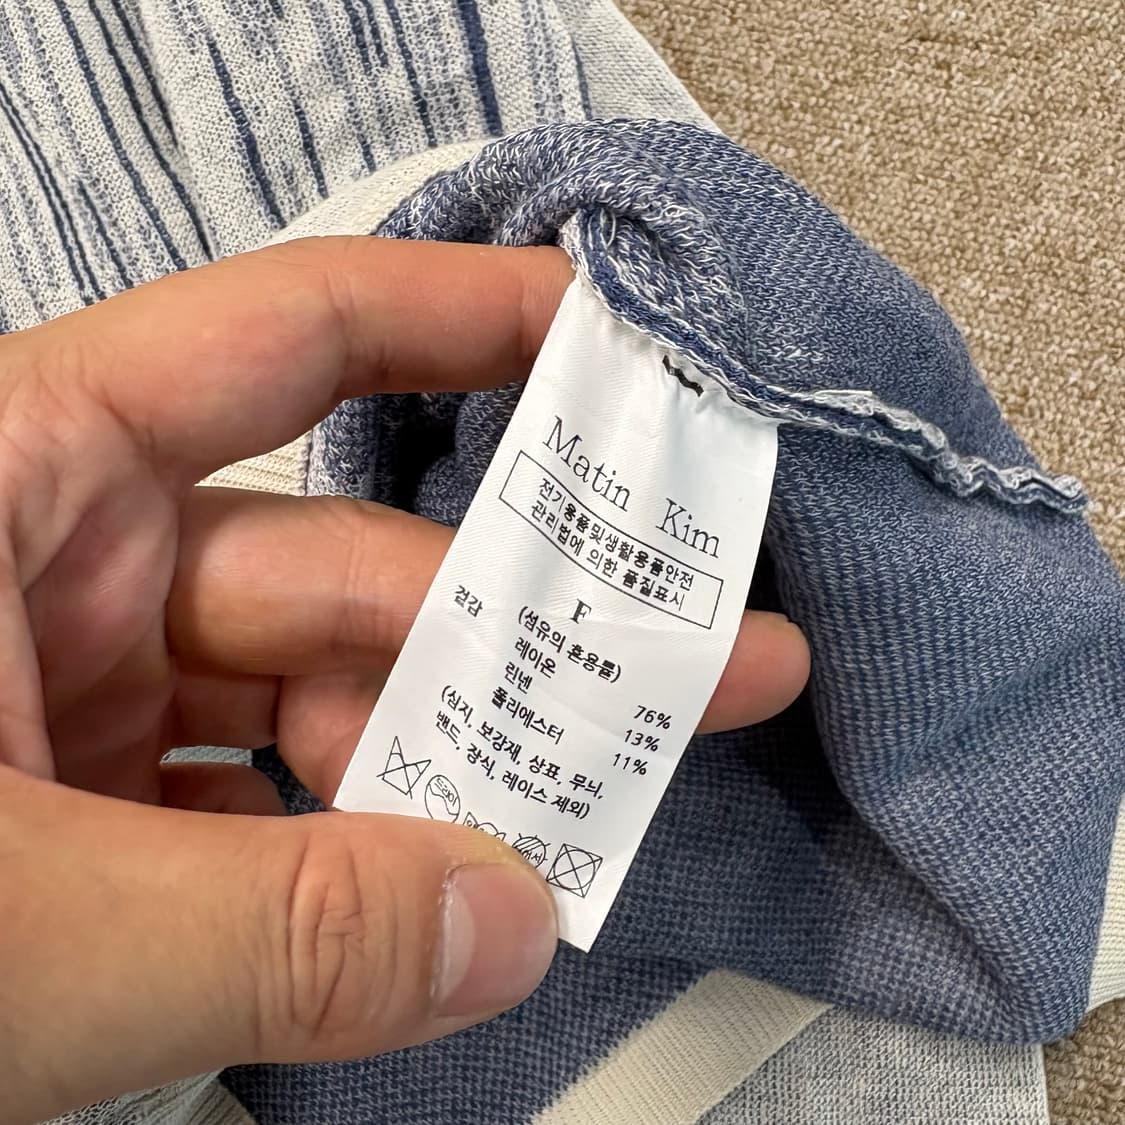 Matin Kim
전기용품및생활용품안전
관리법에 의한 품질표시
F
겉감 (섬유의 혼용률)
레이온 76%
린넨 13%
폴리에스터 11%
(심지, 보강재, 상표, 무늬,
밴드, 장식, 레이스 제외)
드라이